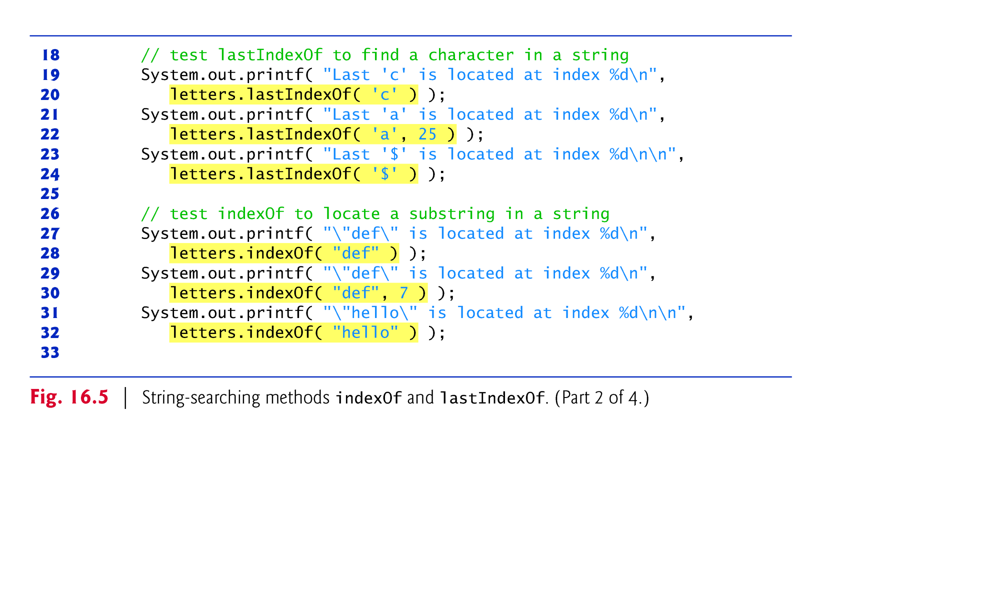 18 // test lastIndexOf to find a character in a string
19 System.out.printf( "Last 'c' is located at index %d\n",
20 letters.lastIndexOf( 'c' ) );
21 System.out.printf( "Last 'a' is located at index %d\n",
22 letters.lastIndexOf( 'a', 25 ) );
23 System.out.printf( "Last '$' is located at index %d\n\n",
24 letters.lastIndexOf( '$' ) );
25
26 // test indexOf to locate a substring in a string
27 System.out.printf( "\"def\" is located at index %d\n",
28 letters.indexOf( "def" ) );
29 System.out.printf( "\"def\" is located at index %d\n",
30 letters.indexOf( "def", 7 ) );
31 System.out.printf( "\"hello\" is located at index %d\n\n",
32 letters.indexOf( "hello" ) );
33
Fig. 16.5 | String-searching methods indexOf and lastIndexOf. (Part 2 of 4.)